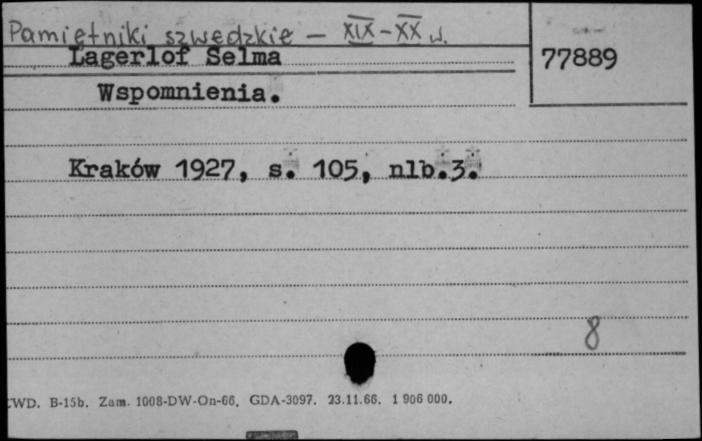 Pamiętniki szwedzkie – XIX–XX w.
Lagerlof Selma
77889
Wspomnienia.
Kraków 1927, s. 105, nlb.3.
8
WD. B-15b. Zam. 1008-DW-On-66. GDA-3097. 23.11.66. 1 906 000.